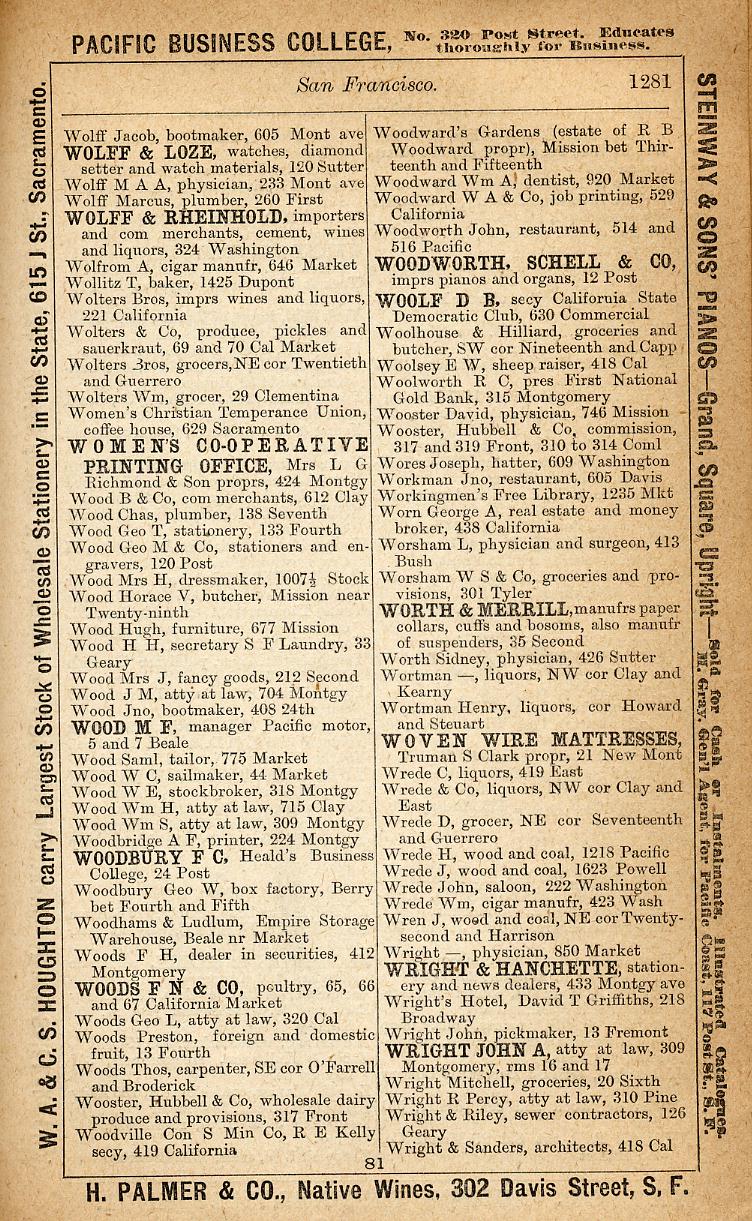 PACIFIC BUSINESS COLLEGE, No. 320 Post Street. Educates
thoroughly for Business.
San Francisco. 1281
W. A. & C. S. HOUGHTON carry Largest Stock of Wholesale Stationery in the State, 615 J St., Sacramento.
Wolff Jacob, bootmaker, 605 Mont ave
WOLFF & LOZE, watches, diamond
setter and watch materials, 120 Sutter
Wolff M A A, physician, 233 Mont ave
Wolff Marcus, plumber, 260 First
WOLFF & RHEINHOLD, importers
and com merchants, cement, wines
and liquors, 324 Washington
Wolfrom A, cigar manufr, 646 Market
Wollitz T, baker, 1425 Dupont
Wolters Bros, imprs wines and liquors,
221 California
Wolters & Co, produce, pickles and
sauerkraut, 69 and 70 Cal Market
Wolters Bros, grocers, NE cor Twentieth
and Guerrero
Wolters Wm, grocer, 29 Clementina
Women's Christian Temperance Union,
coffee house, 629 Sacramento
WOMEN'S CO-OPERATIVE
PRINTING OFFICE, Mrs L G
Richmond & Son proprs, 424 Montgy
Wood B & Co, com merchants, 612 Clay
Wood Chas, plumber, 138 Seventh
Wood Geo T, stationery, 133 Fourth
Wood Geo M & Co, stationers and en-
gravers, 120 Post
Wood Mrs H, dressmaker, 1007½ Stock
Wood Horace V, butcher, Mission near
Twenty-ninth
Wood Hugh, furniture, 677 Mission
Wood H H, secretary S F Laundry, 33
Geary
Wood Mrs J, fancy goods, 212 Second
Wood J M, atty at law, 704 Montgy
Wood Jno, bootmaker, 408 24th
WOOD M F, manager Pacific motor,
5 and 7 Beale
Wood Saml, tailor, 775 Market
Wood W C, sailmaker, 44 Market
Wood W E, stockbroker, 318 Montgy
Wood Wm H, atty at law, 715 Clay
Wood Wm S, atty at law, 309 Montgy
Woodbridge A F, printer, 224 Montgy
WOODBURY F C, Heald's Business
College, 24 Post
Woodbury Geo W, box factory, Berry
bet Fourth and Fifth
Woodhams & Ludlum, Empire Storage
Warehouse, Beale nr Market
Woods F H, dealer in securities, 412
Montgomery
WOODS F N & CO, poultry, 65, 66
and 67 California Market
Woods Geo L, atty at law, 320 Cal
Woods Preston, foreign and domestic
fruit, 13 Fourth
Woods Thos, carpenter, SE cor O'Farrell
and Broderick
Wooster, Hubbell & Co, wholesale dairy
produce and provisions, 317 Front
Woodville Con S Min Co, R E Kelly
secy, 419 California
Woodward's Gardens (estate of R B
Woodward propr), Mission bet Thir-
teenth and Fifteenth
Woodward Wm A, dentist, 920 Market
Woodward W A & Co, job printing, 529
California
Woodworth John, restaurant, 514 and
516 Pacific
WOODWORTH, SCHELL & CO,
imprs pianos and organs, 12 Post
WOOLF D B, secy California State
Democratic Club, 630 Commercial
Woolhouse & Hilliard, groceries and
butcher, SW cor Nineteenth and Capp
Woolsey E W, sheep raiser, 418 Cal
Woolworth R C, pres First National
Gold Bank, 315 Montgomery
Wooster David, physician, 746 Mission
Wooster, Hubbell & Co, commission,
317 and 319 Front, 310 to 314 Coml
Wores Joseph, hatter, 609 Washington
Workman Jno, restaurant, 605 Davis
Workingmen's Free Library, 1235 Mkt
Worn George A, real estate and money
broker, 438 California
Worsham L, physician and surgeon, 413
Bush
Worsham W S & Co, groceries and pro-
visions, 301 Tyler
WORTH & MERRILL, manufrs paper
collars, cuffs and bosoms, also manufr
of suspenders, 35 Second
Worth Sidney, physician, 426 Sutter
Wortman —, liquors, NW cor Clay and
Kearny
Wortman Henry, liquors, cor Howard
and Steuart
WOVEN WIRE MATTRESSES,
Truman S Clark propr, 21 New Mont
Wrede C, liquors, 419 East
Wrede & Co, liquors, NW cor Clay and
East
Wrede D, grocer, NE cor Seventeenth
and Guerrero
Wrede H, wood and coal, 1218 Pacific
Wrede J, wood and coal, 1623 Powell
Wrede John, saloon, 222 Washington
Wrede Wm, cigar manufr, 423 Wash
Wren J, wood and coal, NE cor Twenty-
second and Harrison
Wright —, physician, 850 Market
WRIGHT & HANCHETTE, station-
ery and news dealers, 433 Montgy ave
Wright's Hotel, David T Griffiths, 218
Broadway
Wright John, pickmaker, 13 Fremont
WRIGHT JOHN A, atty at law, 309
Montgomery, rms 16 and 17
Wright Mitchell, groceries, 20 Sixth
Wright R Percy, atty at law, 310 Pine
Wright & Riley, sewer contractors, 126
Geary
Wright & Sanders, architects, 418 Cal
STEINWAY & SONS' PIANOS—Grand, Square, Upright—Sold for Cash or Instalments. Illustrated Catalogues.
M. Gray, Gen'l Agent, for Pacific Coast, 117 Post St., S. F.
81
H. PALMER & CO., Native Wines, 302 Davis Street, S, F.